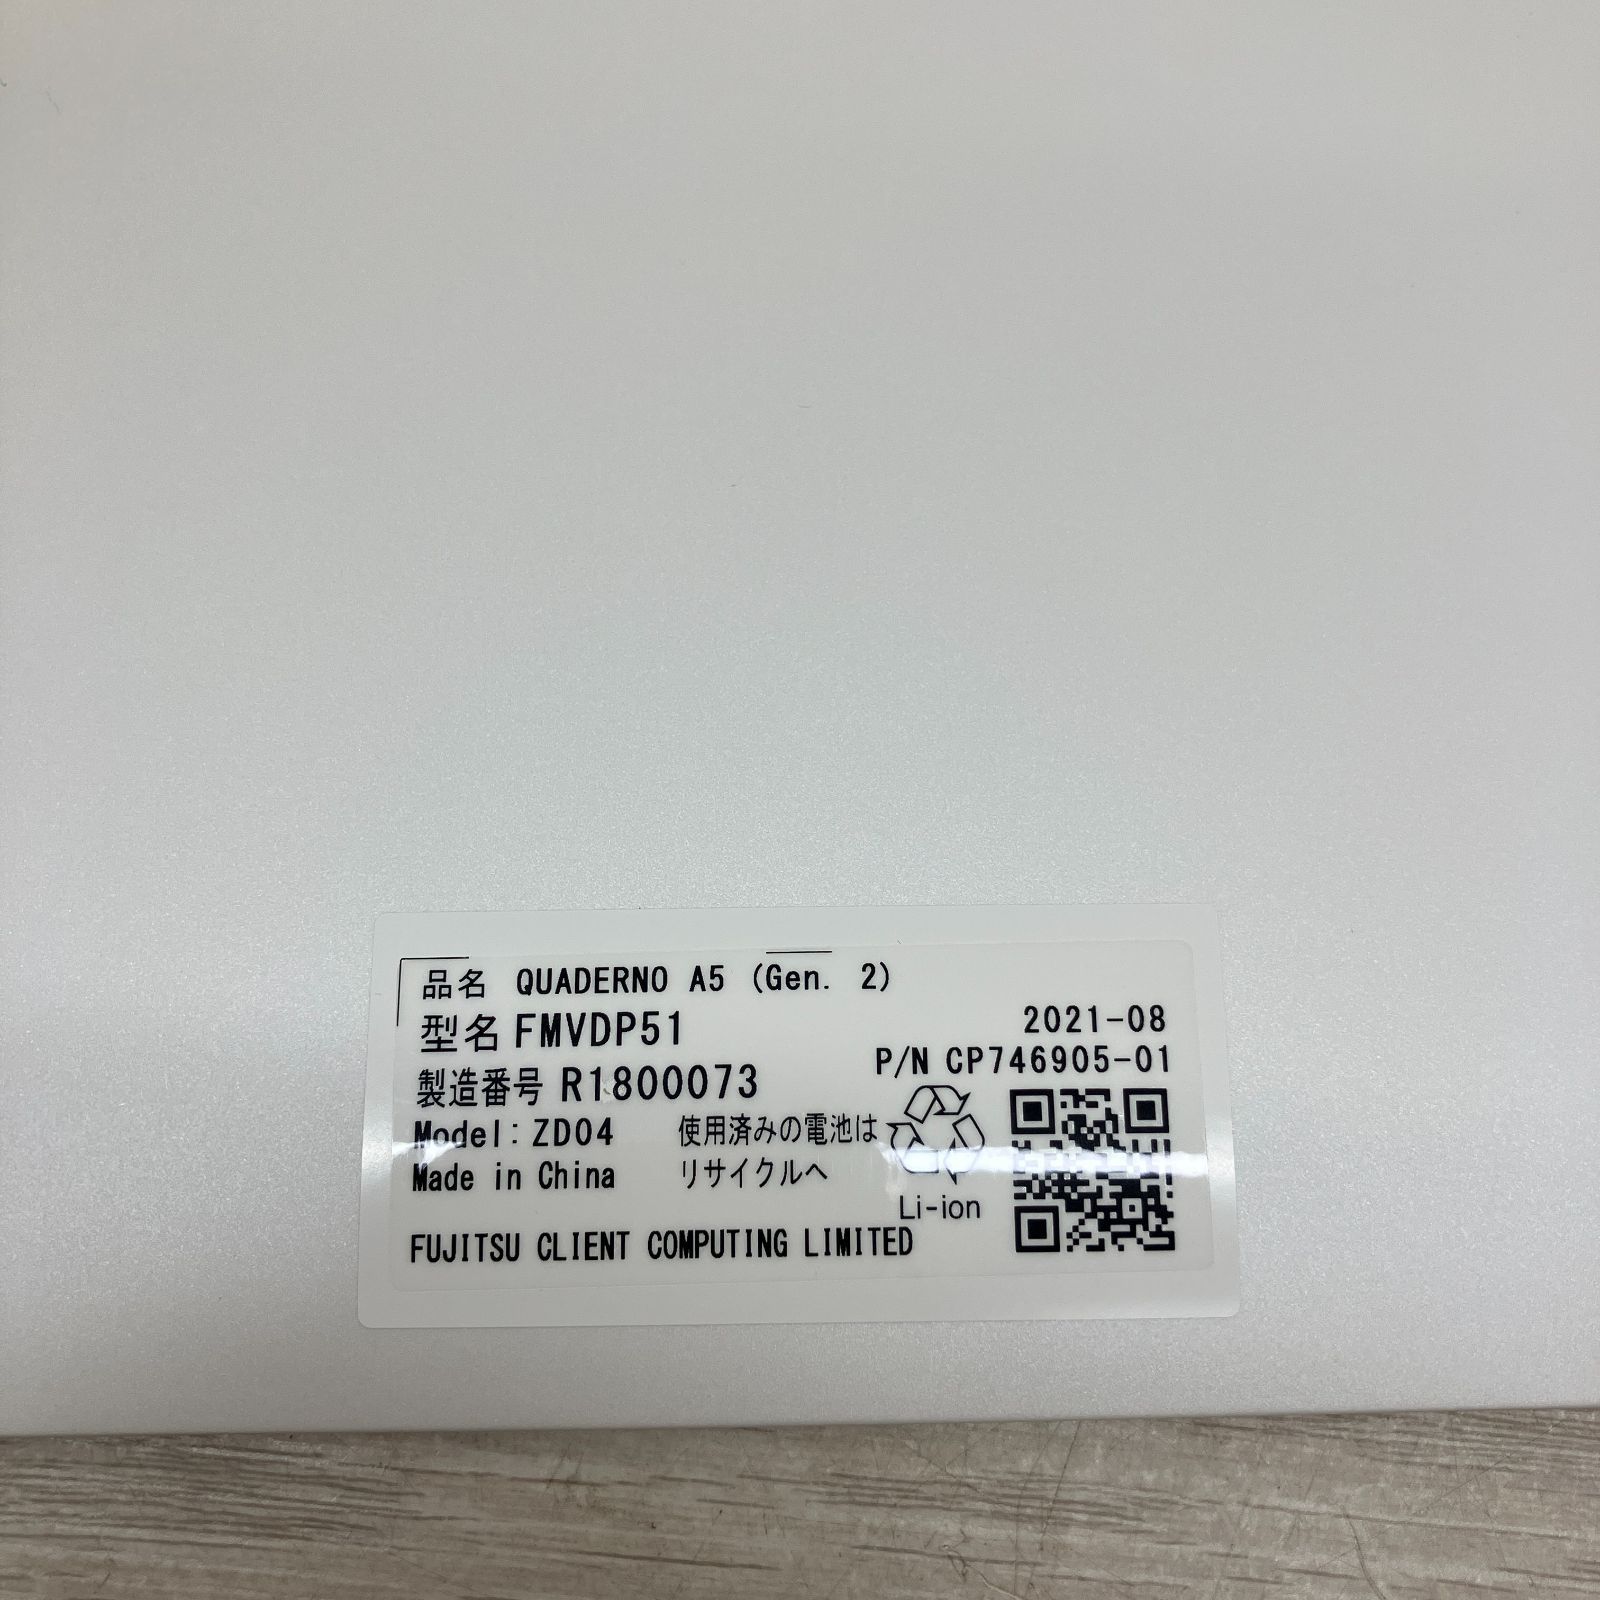 品名 QUADERNO A5 (Gen. 2)
型名 FMVDP51
2021-08
製造番号 R1800073
P/N CP746905-01
Model: ZD04
Made in China
使用済みの電池は
リサイクルへ
Li-ion
FUJITSU CLIENT COMPUTING LIMITED